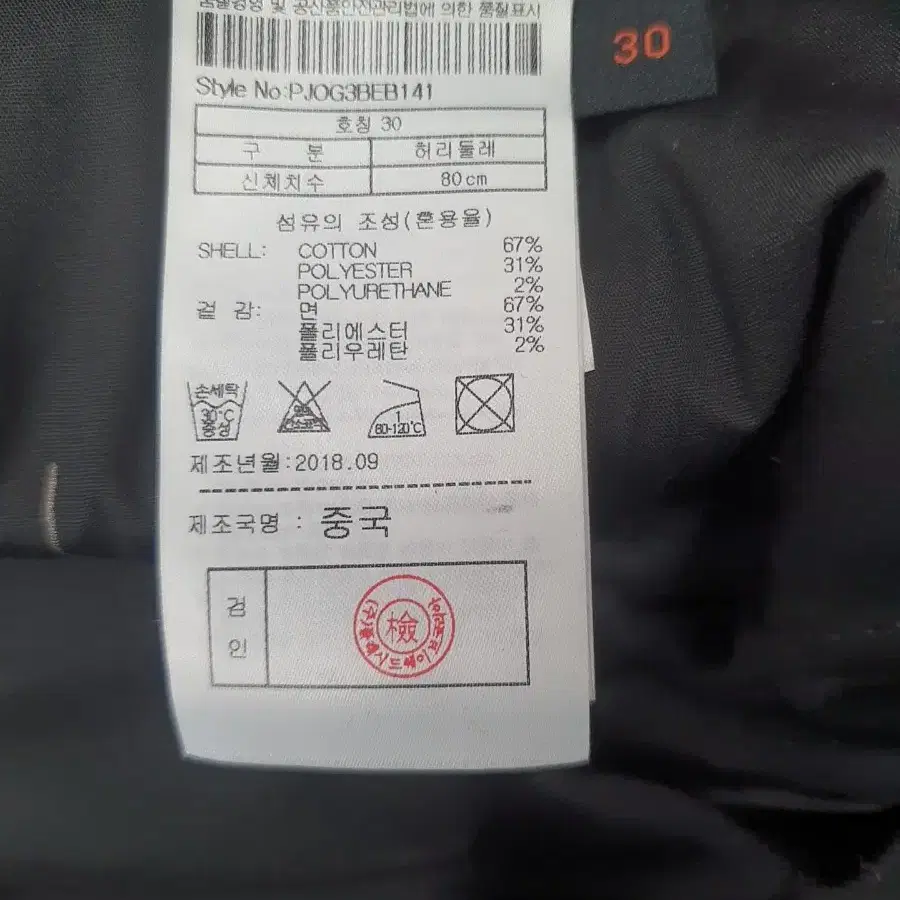 품질경영 및 공산품안전관리법에 의한 품질표시
30
Style No:PJOG3BEB141
호칭 30
구 분 허리둘레
신체치수 80cm
섬유의 조성(혼용율)
SHELL: COTTON 67%
POLYESTER 31%
POLYURETHANE 2%
겉 감: 면 67%
폴리에스터 31%
폴리우레탄 2%
손세탁
30°C
중성
염소표백
1
80-120°C
제조년월:2018.09
제조국명 : 중국
검
인
檢